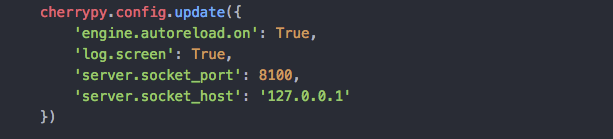 cherrypy.config.update({
'engine.autoreload.on': True,
'log.screen': True,
'server.socket_port': 8100,
'server.socket_host': '127.0.0.1'
})